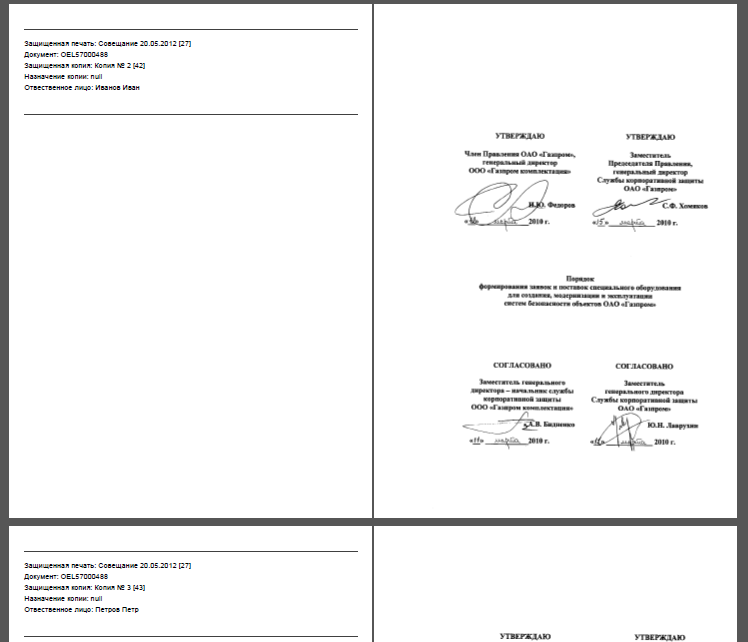 Защищенная печать: Совещание 20.05.2012 [27]
Документ: OEL57000488
Защищенная копия: Копия № 2 [42]
Назначение копии: null
Отвественное лицо: Иванов Иван
УТВЕРЖДАЮ
Член Правления ОАО «Газпром»,
генеральный директор
ООО «Газпром комплектация»
И.Ю. Федоров
марта 2010 г.
УТВЕРЖДАЮ
Заместитель
Председателя Правления,
генеральный директор
Службы корпоративной защиты
ОАО «Газпром»
С.Ф. Хомяков
«15» марта 2010 г.
Порядок
формирования заявок и поставок специального оборудования
для создания, модернизации и эксплуатации
систем безопасности объектов ОАО «Газпром»
СОГЛАСОВАНО
Заместитель генерального
директора – начальник службы
корпоративной защиты
ООО «Газпром комплектация»
«11» марта 2010 г.
СОГЛАСОВАНО
Заместитель
генерального директора
Службы корпоративной защиты
ОАО «Газпром»
Ю.И. Лаврухин
марта 2010 г.
Защищенная печать: Совещание 20.05.2012 [27]
Документ: OEL57000488
Защищенная копия: Копия № 3 [43]
Назначение копии: null
Отвественное лицо: Петров Петр
УТВЕРЖДАЮ
УТВЕРЖДАЮ